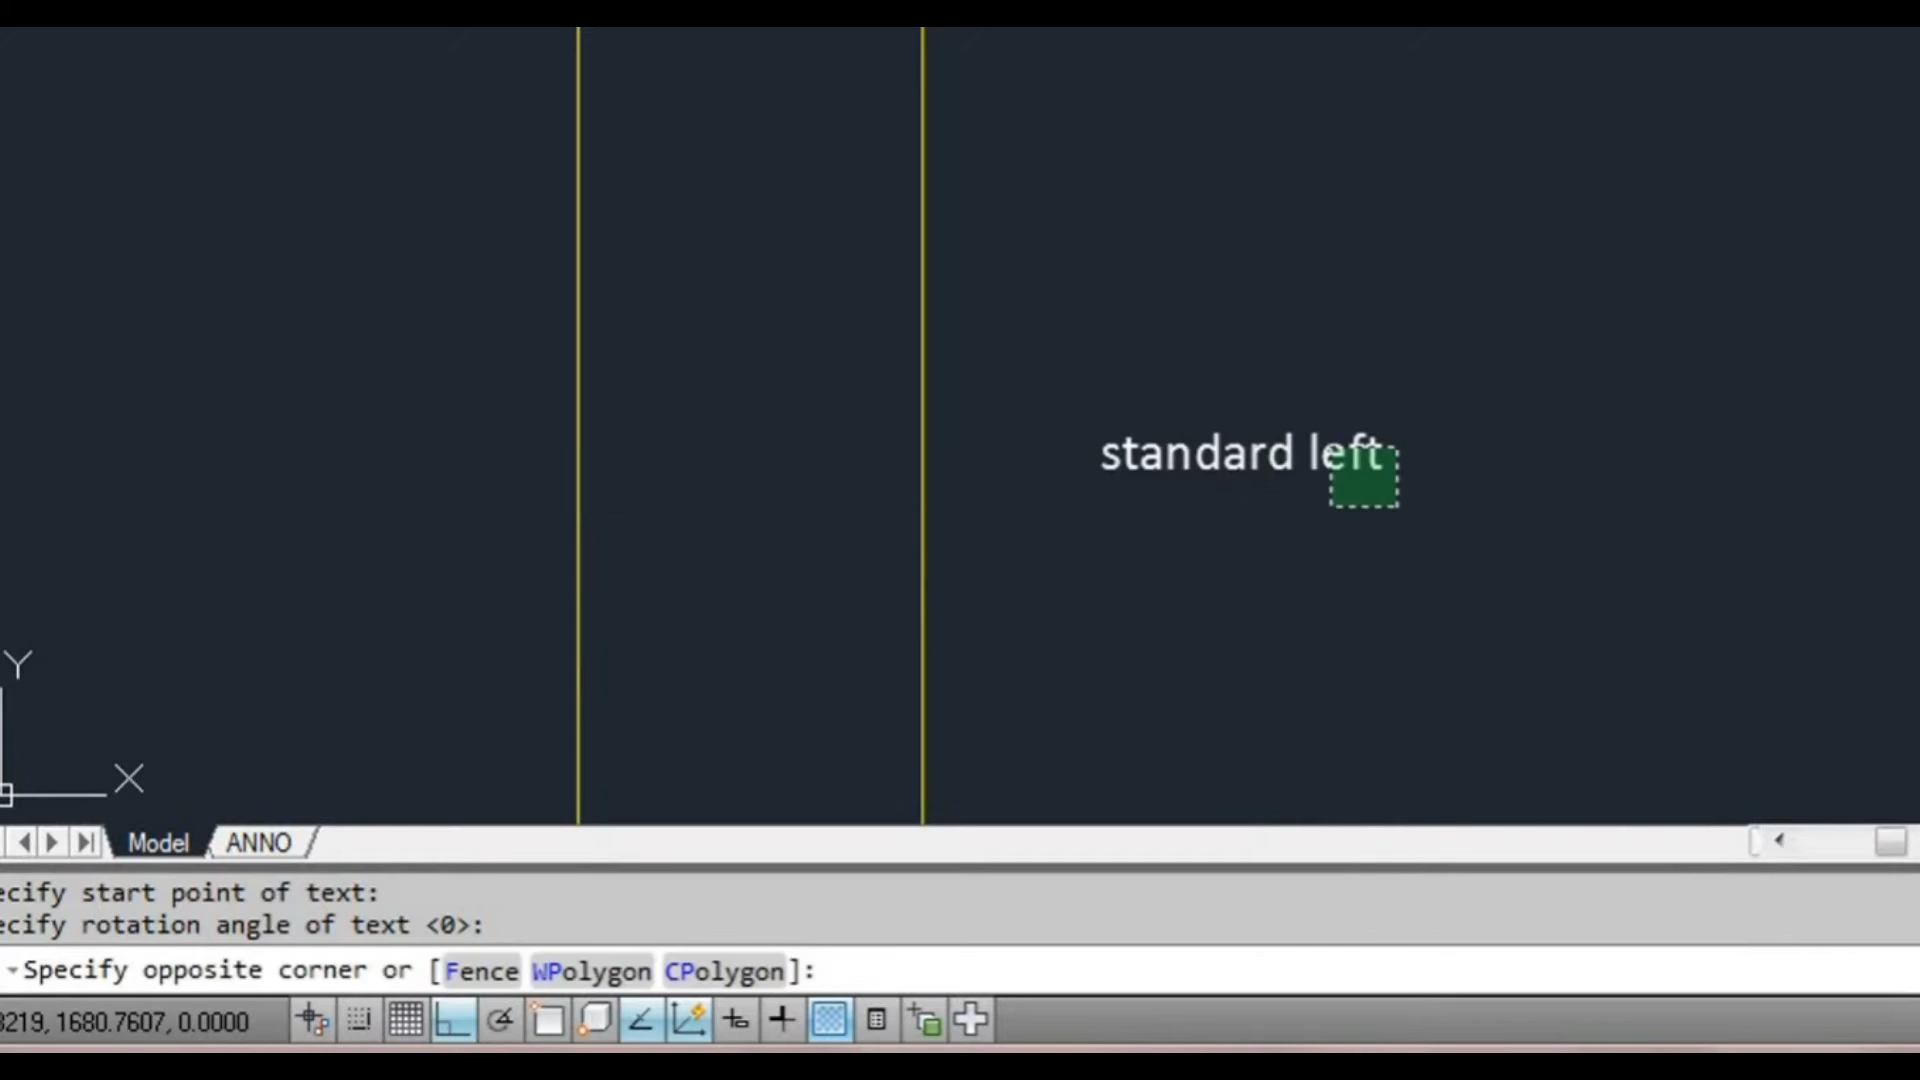 standard left
Y
X
Model ANNO
ecify start point of text:
ecify rotation angle of text <0>:
Specify opposite corner or [Fence WPolygon CPolygon]:
3219, 1680.7607, 0.0000